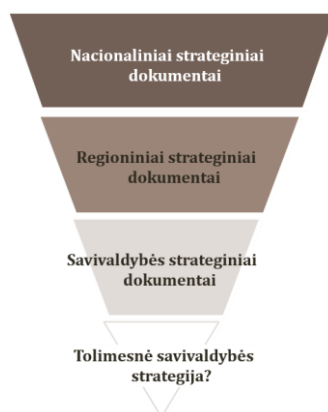 Nacionaliniai strateginiai
dokumentai
Regioniniai strateginiai
dokumentai
Savivaldybės strateginiai
dokumentai
Tolimesnė savivaldybės
strategija?